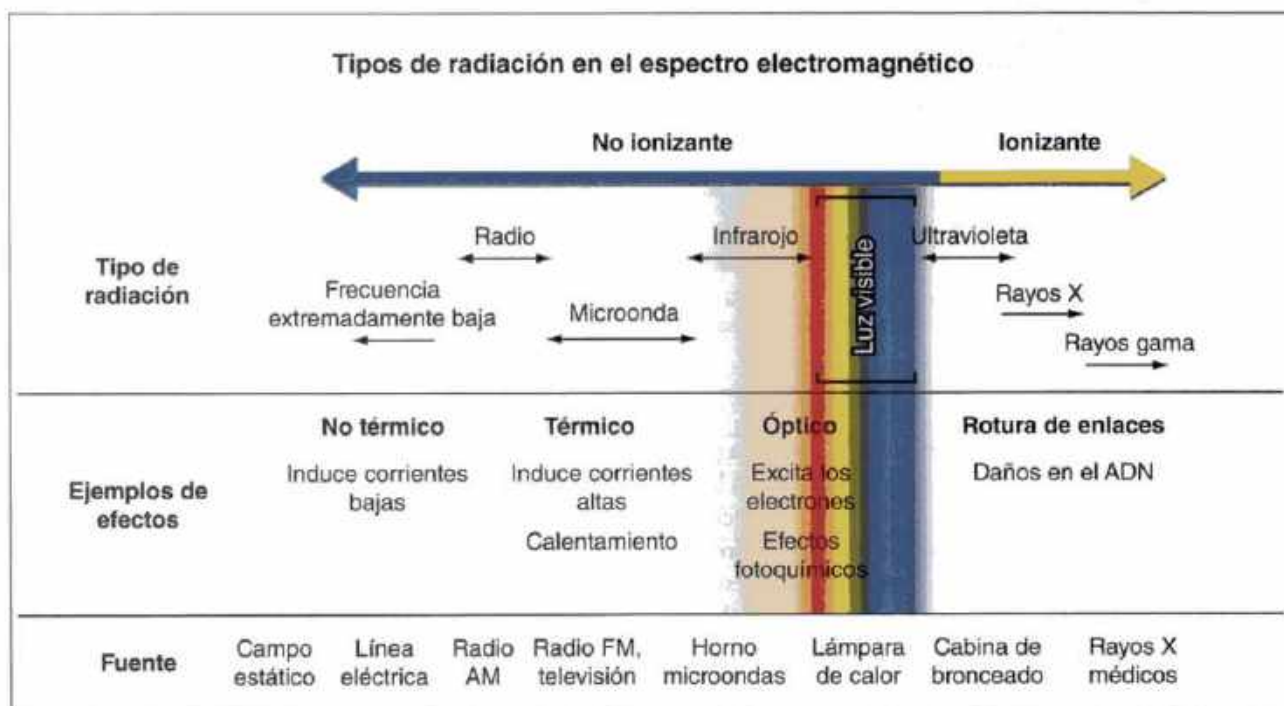 Tipos de radiación en el espectro electromagnético
No ionizante
Ionizante
Tipo de
radiación
Radio
Infrarojo
Luz visible
Ultravioleta
Frecuencia
extremadamente baja
Microonda
Rayos X
Rayos gama
Ejemplos de
efectos
No térmico
Induce corrientes
bajas
Térmico
Induce corrientes
altas
Calentamiento
Óptico
Excita los
electrones
Efectos
fotoquímicos
Rotura de enlaces
Daños en el ADN
Fuente
Campo
estático
Línea
eléctrica
Radio
AM
Radio FM,
televisión
Horno
microondas
Lámpara
de calor
Cabina de
bronceado
Rayos X
médicos